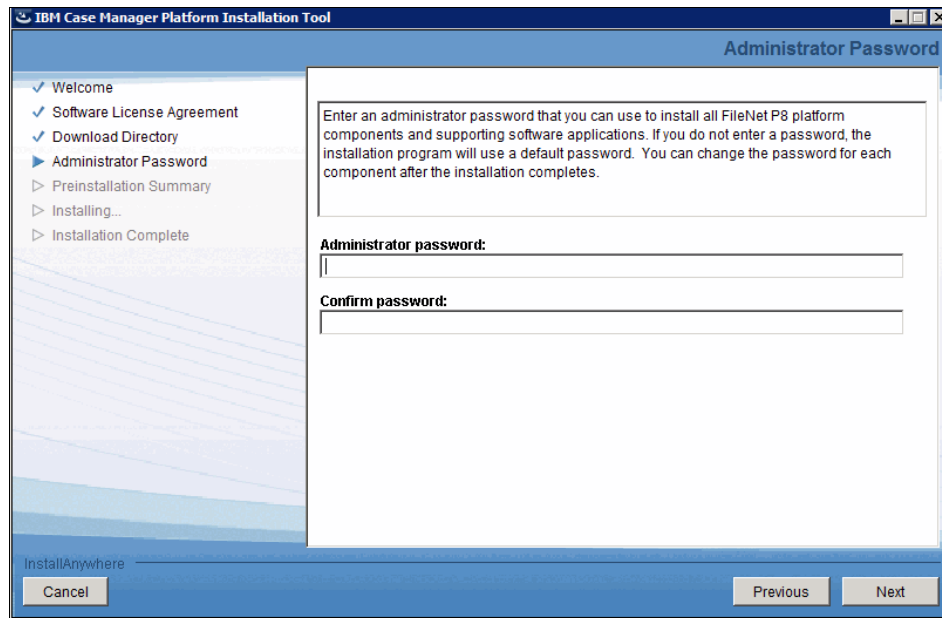 IBM Case Manager Platform Installation Tool
Administrator Password
Welcome
Software License Agreement
Download Directory
Administrator Password
Preinstallation Summary
Installing...
Installation Complete
Enter an administrator password that you can use to install all FileNet P8 platform
components and supporting software applications. If you do not enter a password, the
installation program will use a default password. You can change the password for each
component after the installation completes.
Administrator password:
Confirm password:
InstallAnywhere
Cancel
Previous
Next